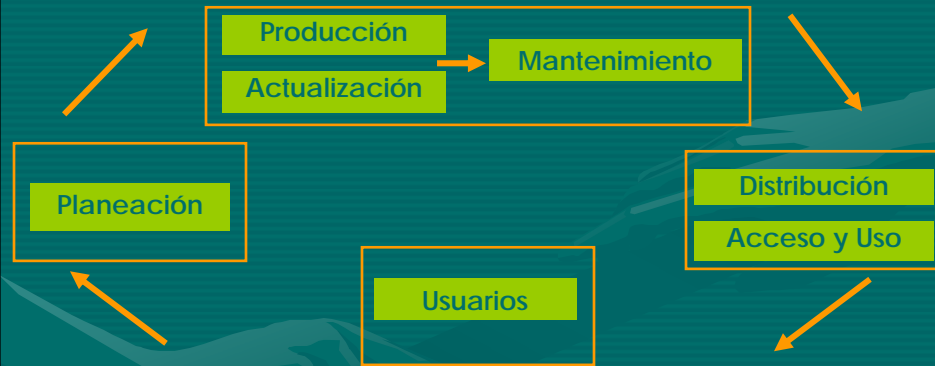 Producción
Actualización
Mantenimiento
Planeación
Distribución
Acceso y Uso
Usuarios